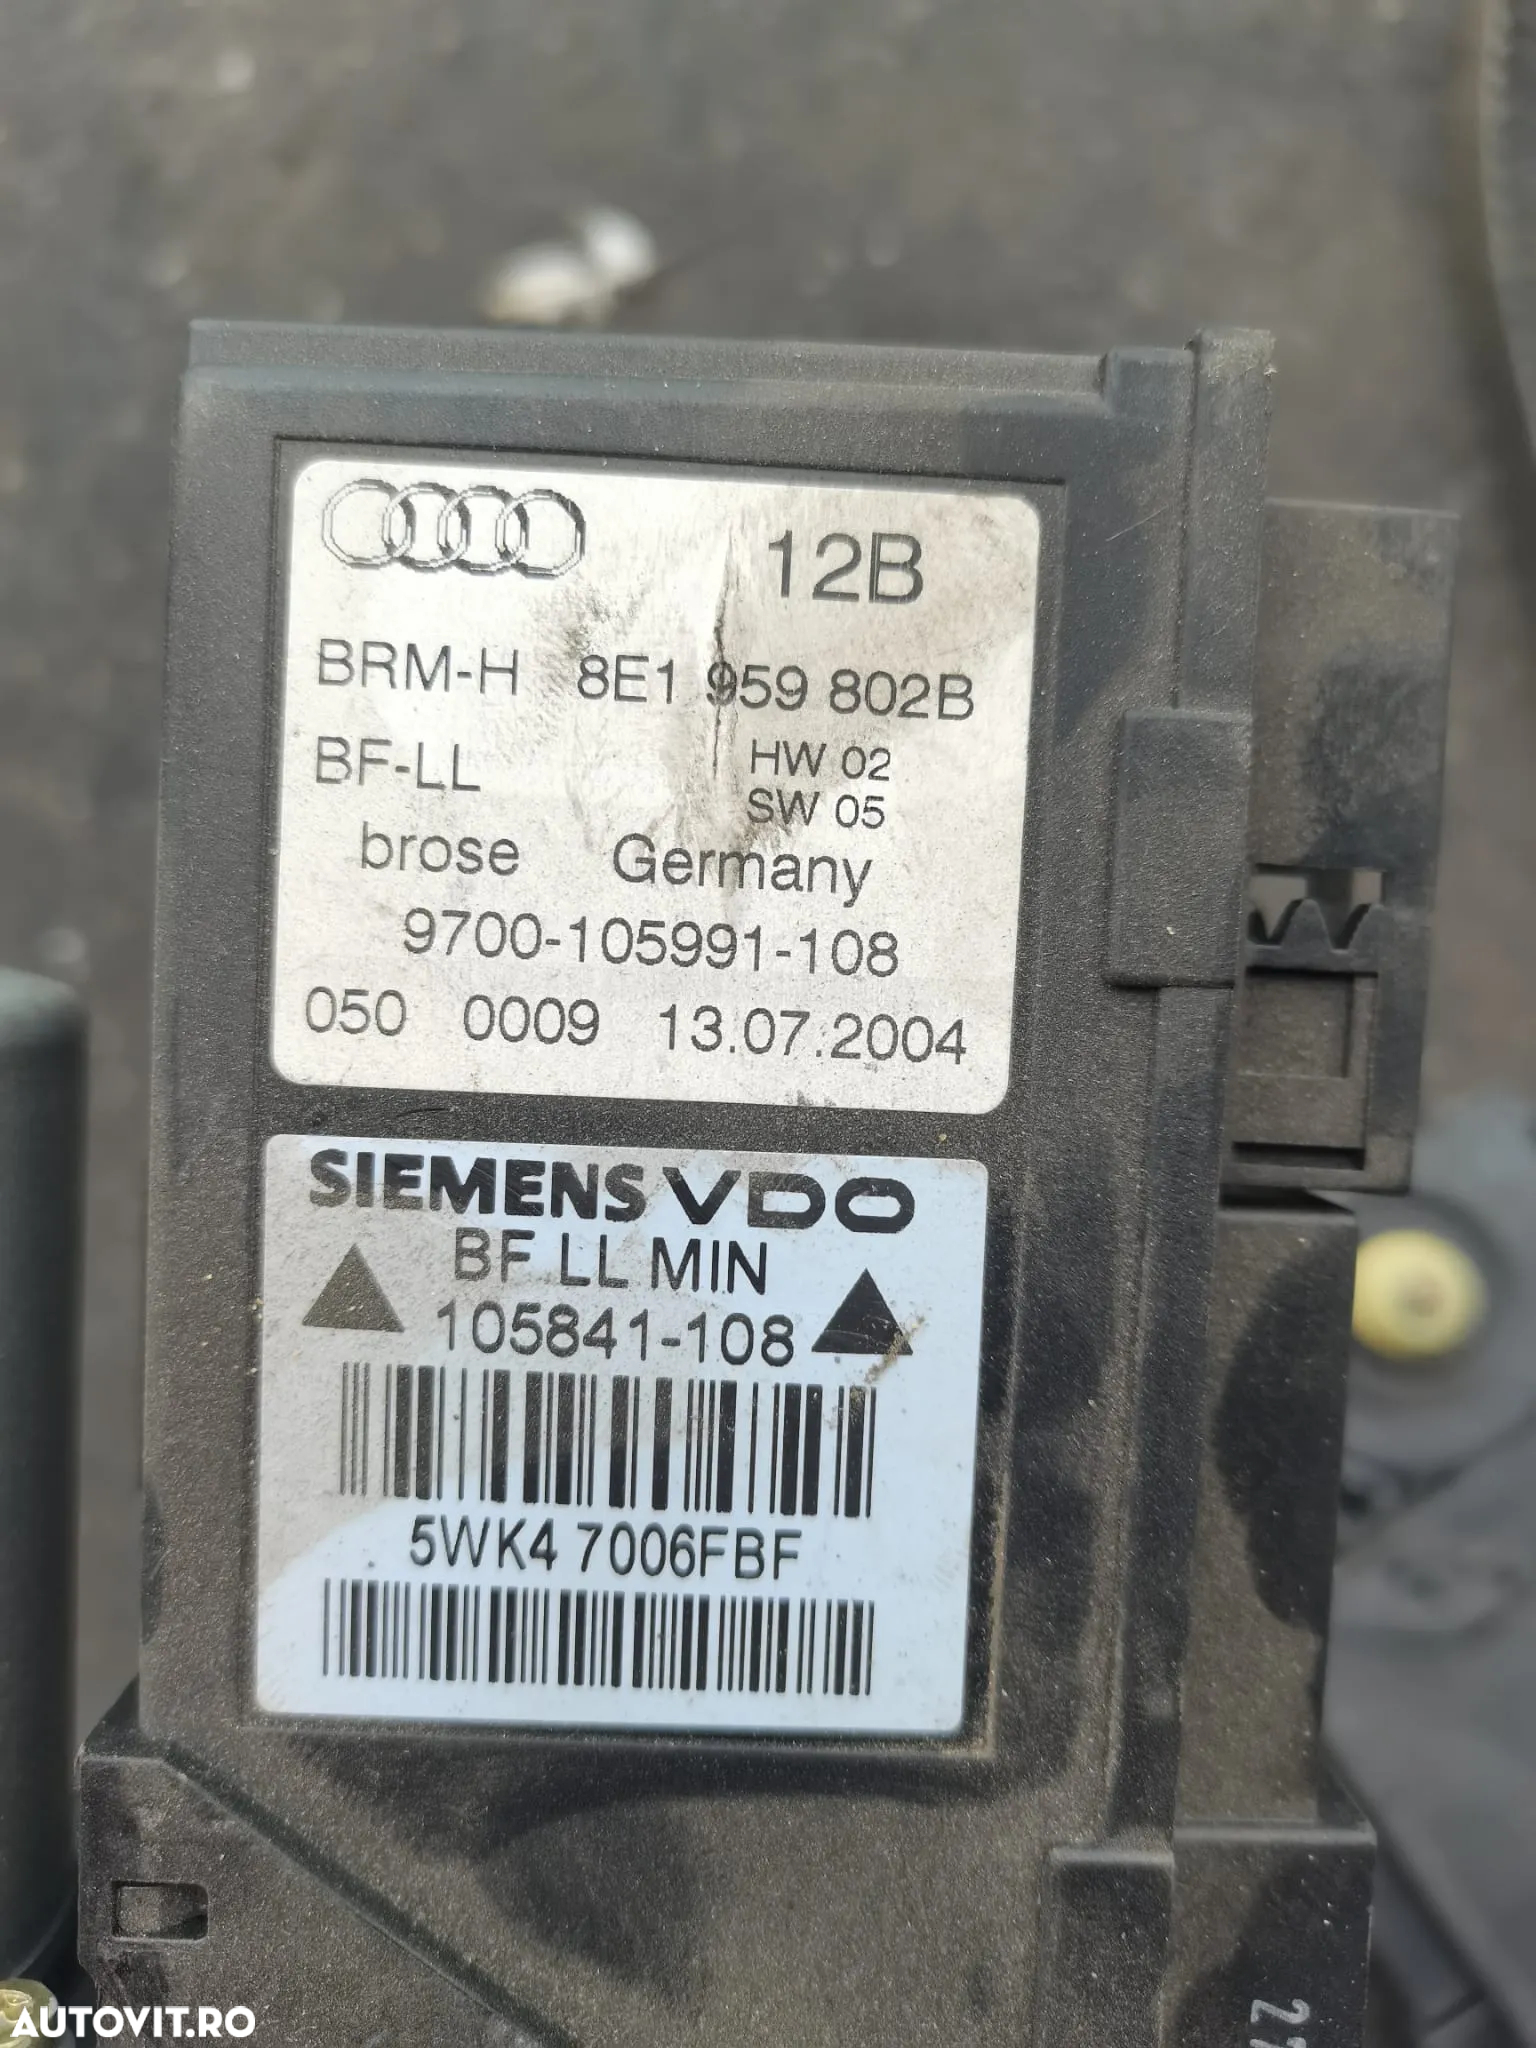 12B
BRM-H 8E1 959 802B
BF-LL HW 02
SW 05
brose Germany
9700-105991-108
050 0009 13.07.2004
SIEMENS VDO
BF LL MIN
105841-108
5WK4 7006FBF
27
AUTOVIT.RO